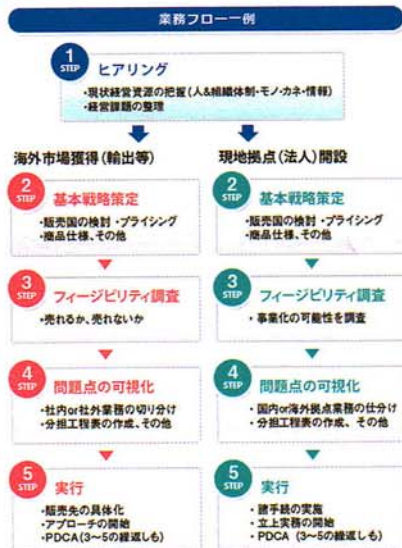 業務フロー一例
1
STEP
ヒアリング
・現状経営資源の把握(人&組織体制・モノ・カネ・情報)
・経営課題の整理
海外市場獲得(輸出等)
2
STEP
基本戦略策定
・販売国の検討・プライシング
・商品仕様、その他
3
STEP
フィージビリティ調査
・売れるか、売れないか
4
STEP
問題点の可視化
・社内or社外業務の切り分け
・分担工程表の作成、その他
5
STEP
実行
・販売先の具体化
・アプローチの開始
・PDCA(3〜5の繰返しも)
現地拠点(法人)開設
2
STEP
基本戦略策定
・販売国の検討・プライシング
・商品仕様、その他
3
STEP
フィージビリティ調査
・事業化の可能性を調査
4
STEP
問題点の可視化
・国内or海外拠点業務の仕分け
・分担工程表の作成、その他
5
STEP
実行
・諸手続の実施
・立上実務の開始
・PDCA(3〜5の繰返しも)